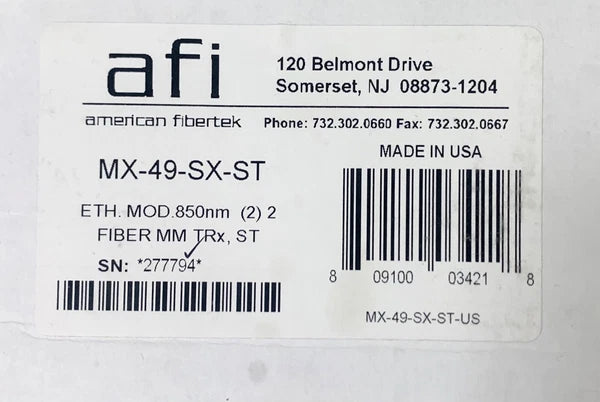 afi
120 Belmont Drive
Somerset, NJ 08873-1204
american fibertek
Phone: 732.302.0660 Fax: 732.302.0667
MX-49-SX-ST
ETH. MOD.850nm (2) 2
FIBER MM TRx, ST
SN: *277794*
MADE IN USA
8 09100 03421 8
MX-49-SX-ST-US